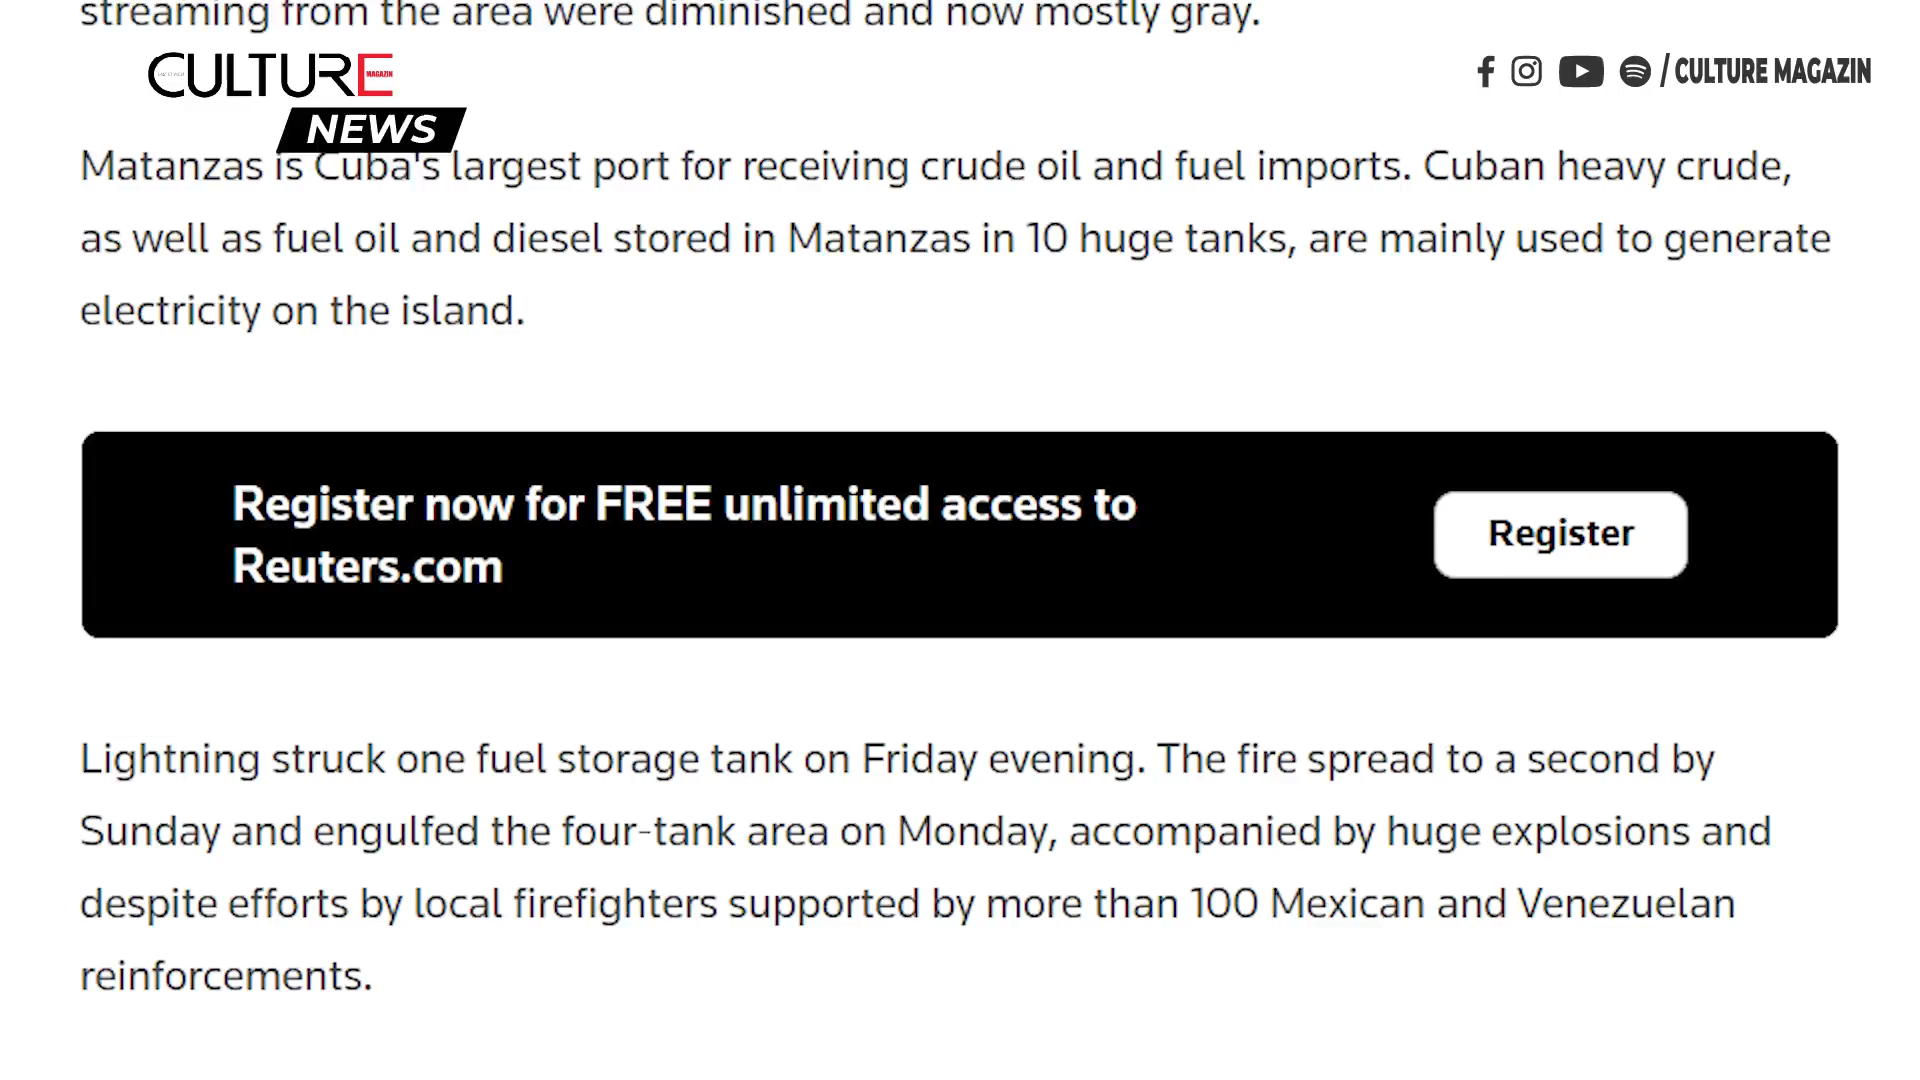 streaming from the area were diminished and now mostly gray.
CULTURE
MAGAZIN
NEWS
/ CULTURE MAGAZIN
Matanzas is Cuba's largest port for receiving crude oil and fuel imports. Cuban heavy crude,
as well as fuel oil and diesel stored in Matanzas in 10 huge tanks, are mainly used to generate
electricity on the island.
Register now for FREE unlimited access to
Reuters.com
Register
Lightning struck one fuel storage tank on Friday evening. The fire spread to a second by
Sunday and engulfed the four-tank area on Monday, accompanied by huge explosions and
despite efforts by local firefighters supported by more than 100 Mexican and Venezuelan
reinforcements.